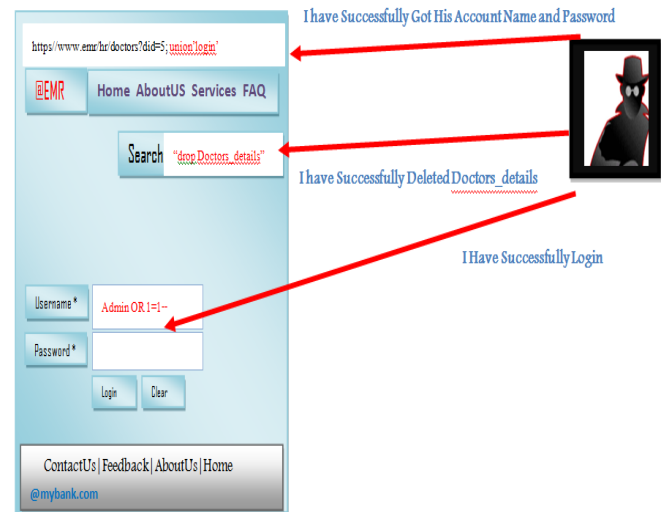 I have Successfully Got His Account Name and Password
https//www.emr/hr/doctors?did=5; union'login'
@EMR
Home AboutUS Services FAQ
Search "drop Doctors_details"
I have Successfully Deleted Doctors_details
I Have Successfully Login
Username * Admin OR 1=1--
Password *
Login Clear
ContactUs|Feedback|AboutUs|Home
@mybank.com